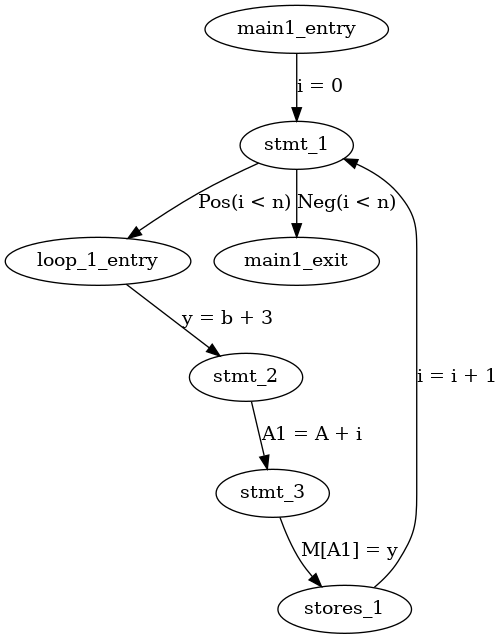 main1_entry
i = 0
stmt_1
Pos(i < n)
Neg(i < n)
loop_1_entry
main1_exit
y = b + 3
stmt_2
i = i + 1
A1 = A + i
stmt_3
M[A1] = y
stores_1